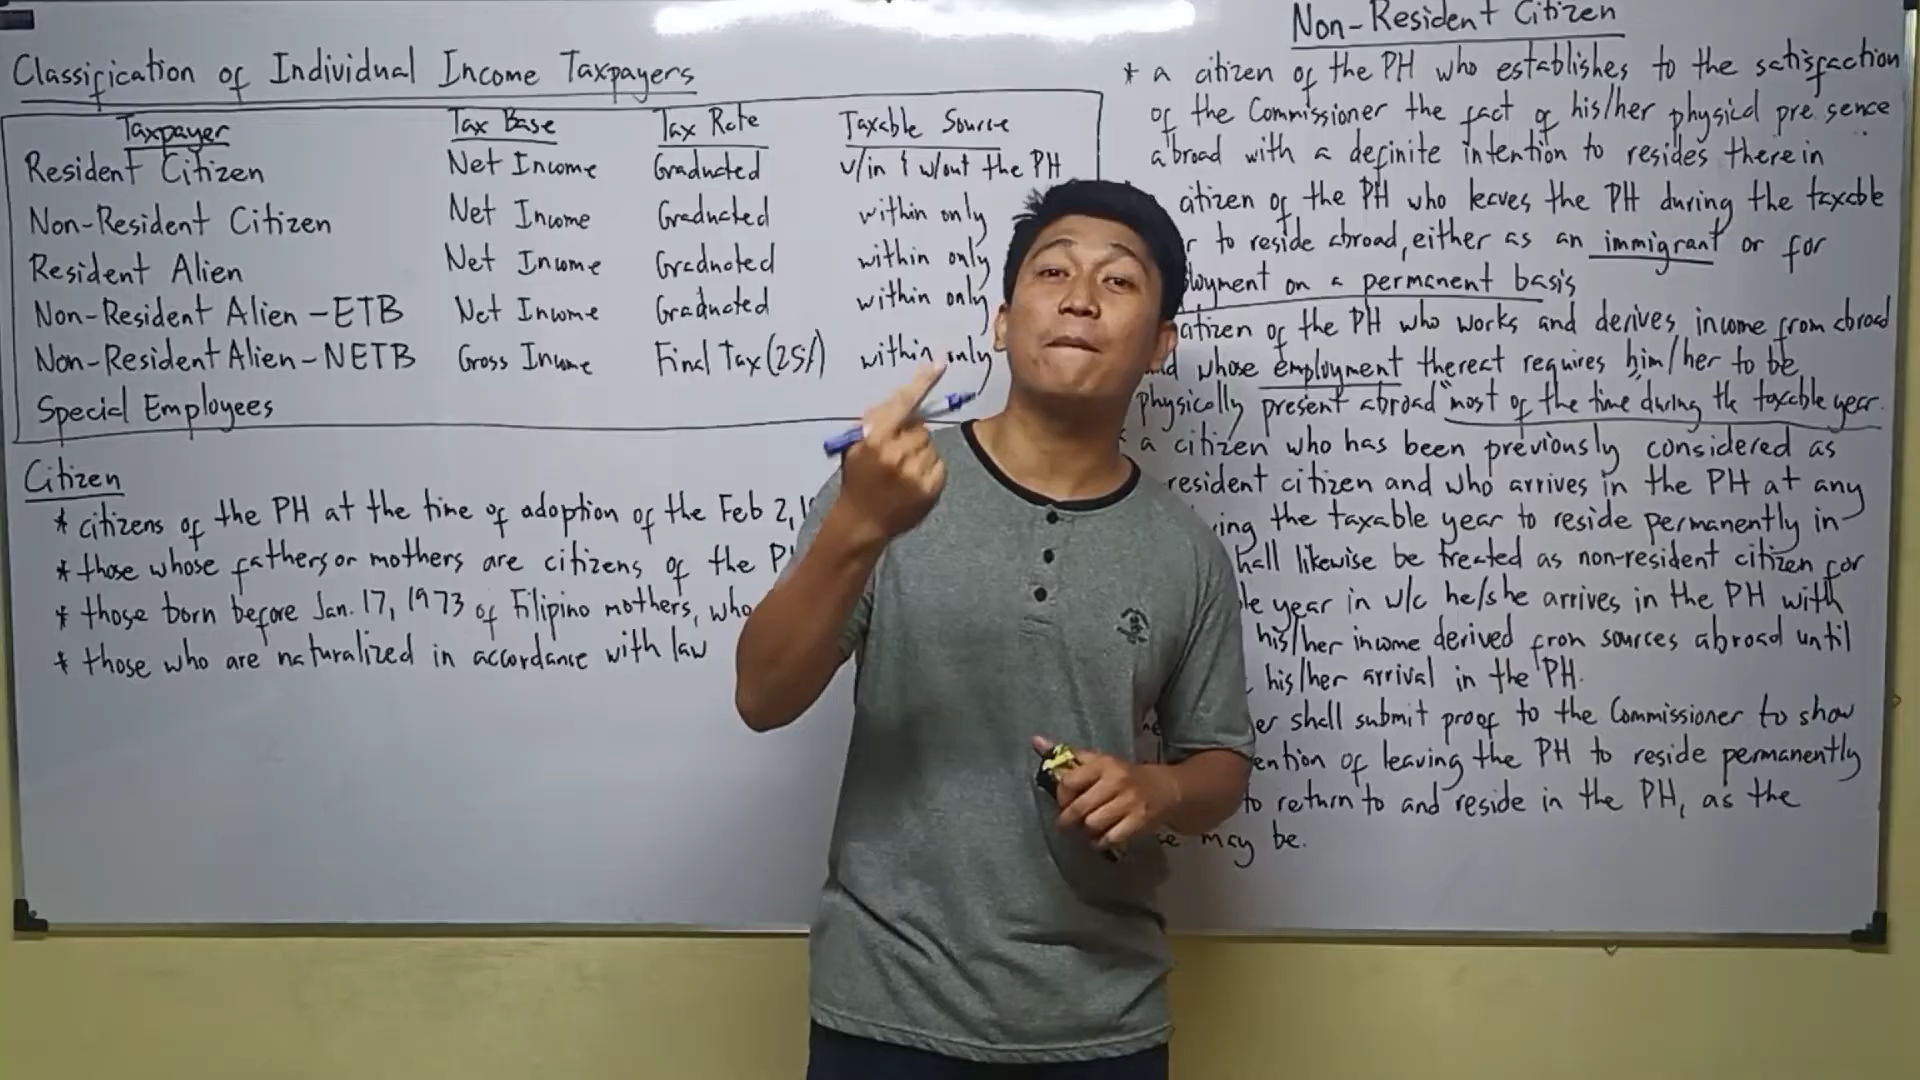 Classification of Individual Income Taxpayers
Taxpayer Tax Base Tax Rate Taxable Source
Resident Citizen Net Income Graduated w/in & w/out the PH
Non-Resident Citizen Net Income Graduated within only
Resident Alien Net Income Graduated within only
Non-Resident Alien - ETB Net Income Graduated within only
Non-Resident Alien - NETB Gross Income Final Tax (25%) within only
Special Employees
Citizen
* citizens of the PH at the time of adoption of the Feb 2, 1
* those whose fathers or mothers are citizens of the P
* those born before Jan. 17, 1973 of Filipino mothers, who
* those who are naturalized in accordance with law
Non-Resident Citizen
* a citizen of the PH who establishes to the satisfaction
of the Commissioner the fact of his/her physical presence
abroad with a definite intention to resides therein
citizen of the PH who leaves the PH during the taxable
r to reside abroad, either as an immigrant or for
loyment on a permanent basis
citizen of the PH who works and derives income from abroad
whose employment thereat requires him/her to be
physically present abroad "most of the time" during the taxable year.
* a citizen who has been previously considered as
resident citizen and who arrives in the PH at any
ing the taxable year to reside permanently in
hall likewise be treated as non-resident citizen for
le year in w/c he/she arrives in the PH with
his/her income derived from sources abroad until
his/her arrival in the PH.
er shall submit proof to the Commissioner to show
ention of leaving the PH to reside permanently
to return to and reside in the PH, as the
se may be.